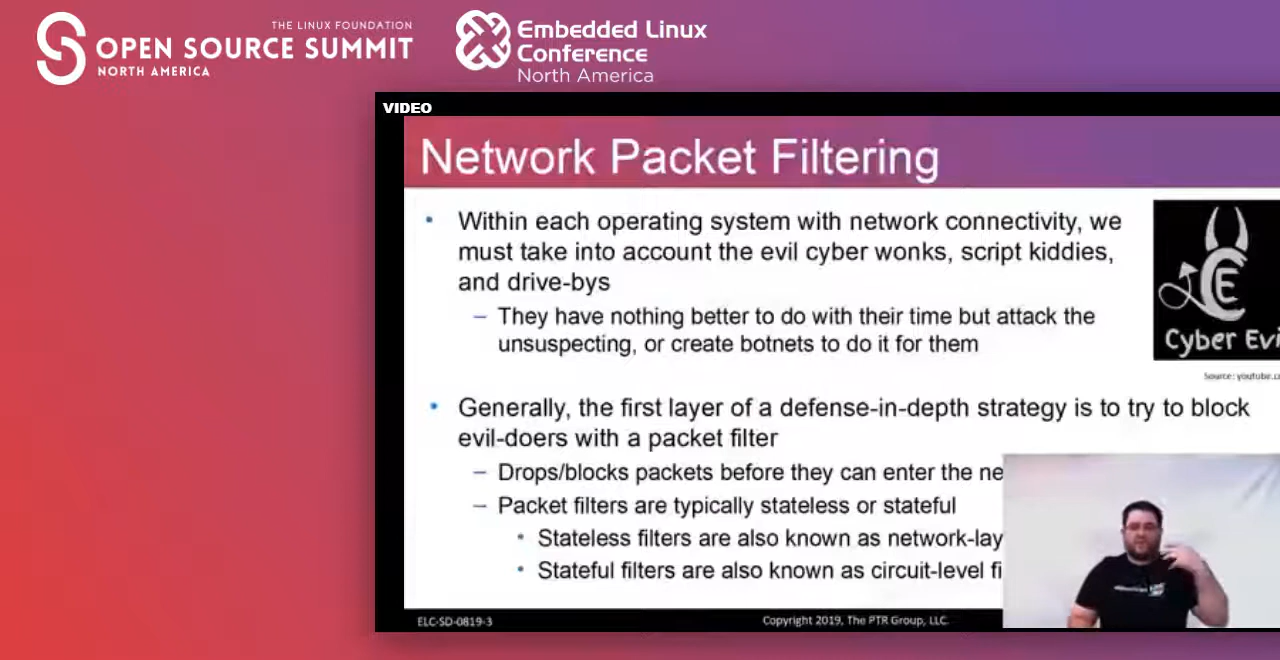 THE LINUX FOUNDATION
OPEN SOURCE SUMMIT
NORTH AMERICA
Embedded Linux
Conference
North America
VIDEO
Network Packet Filtering
• Within each operating system with network connectivity, we
must take into account the evil cyber wonks, script kiddies,
and drive-bys
– They have nothing better to do with their time but attack the
unsuspecting, or create botnets to do it for them
CE
Cyber Evi
Source: youtube.c
• Generally, the first layer of a defense-in-depth strategy is to try to block
evil-doers with a packet filter
– Drops/blocks packets before they can enter the ne
– Packet filters are typically stateless or stateful
• Stateless filters are also known as network-lay
• Stateful filters are also known as circuit-level fi
ELC-SD-0819-3
Copyright 2019, The PTR Group, LLC.